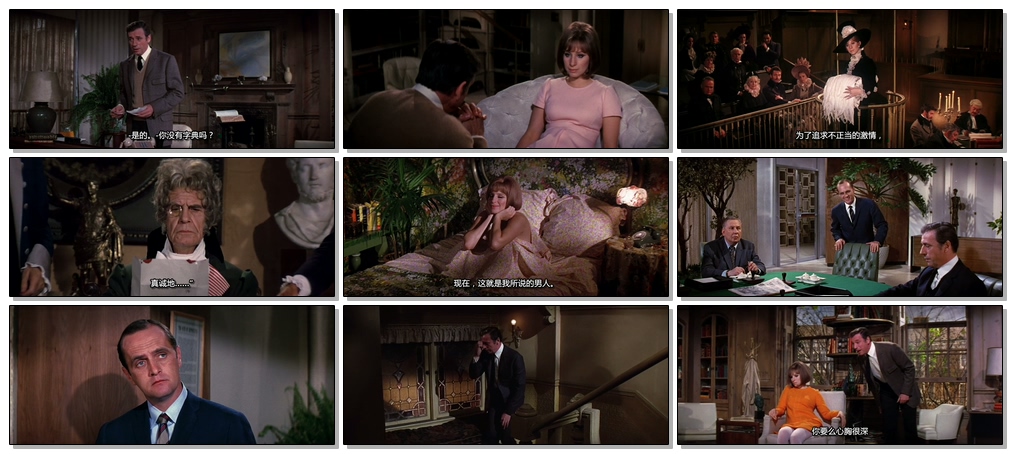 -是的。 -你没有字典吗?
为了追求不正当的激情，
真诚地……"
现在，这就是我所说的男人。
你要么心胸很深